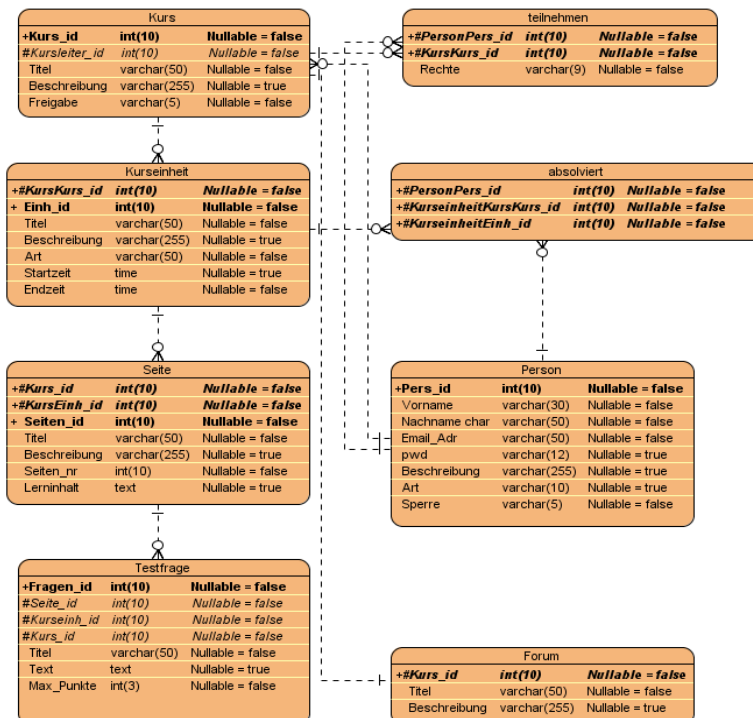 Kurs
+Kurs_id int(10) Nullable = false
#Kursleiter_id int(10) Nullable = false
Titel varchar(50) Nullable = false
Beschreibung varchar(255) Nullable = true
Freigabe varchar(5) Nullable = false
teilnehmen
+#PersonPers_id int(10) Nullable = false
+#KursKurs_id int(10) Nullable = false
Rechte varchar(9) Nullable = false
Kurseinheit
+#KursKurs_id int(10) Nullable = false
+ Einh_id int(10) Nullable = false
Titel varchar(50) Nullable = false
Beschreibung varchar(255) Nullable = true
Art varchar(50) Nullable = false
Startzeit time Nullable = true
Endzeit time Nullable = false
absolviert
+#PersonPers_id int(10) Nullable = false
+#KurseinheitKursKurs_id int(10) Nullable = false
+#KurseinheitEinh_id int(10) Nullable = false
Seite
+#Kurs_id int(10) Nullable = false
+#KursEinh_id int(10) Nullable = false
+ Seiten_id int(10) Nullable = false
Titel varchar(50) Nullable = false
Beschreibung varchar(255) Nullable = true
Seiten_nr int(10) Nullable = false
Lerninhalt text Nullable = true
Person
+Pers_id int(10) Nullable = false
Vorname varchar(30) Nullable = false
Nachname char varchar(50) Nullable = false
Email_Adr varchar(50) Nullable = false
pwd varchar(12) Nullable = true
Beschreibung varchar(255) Nullable = true
Art varchar(10) Nullable = true
Sperre varchar(5) Nullable = false
Testfrage
+Fragen_id int(10) Nullable = false
#Seite_id int(10) Nullable = false
#Kurseinh_id int(10) Nullable = false
#Kurs_id int(10) Nullable = false
Titel varchar(50) Nullable = false
Text text Nullable = true
Max_Punkte int(3) Nullable = false
Forum
+#Kurs_id int(10) Nullable = false
Titel varchar(50) Nullable = false
Beschreibung varchar(255) Nullable = true